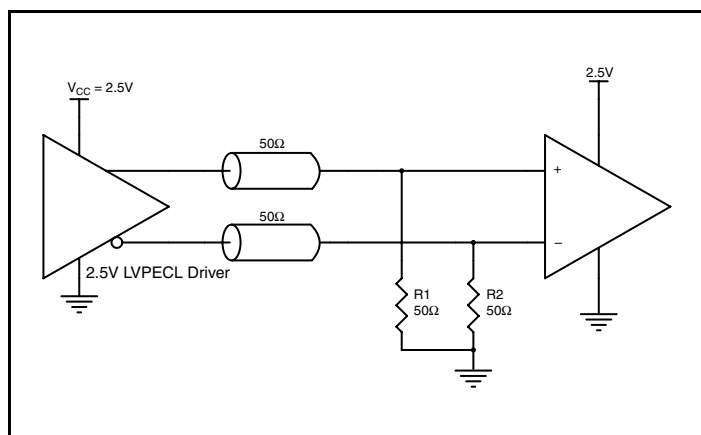 V_CC = 2.5V
2.5V
50Ω
+
50Ω
–
2.5V LVPECL Driver
R1
50Ω
R2
50Ω